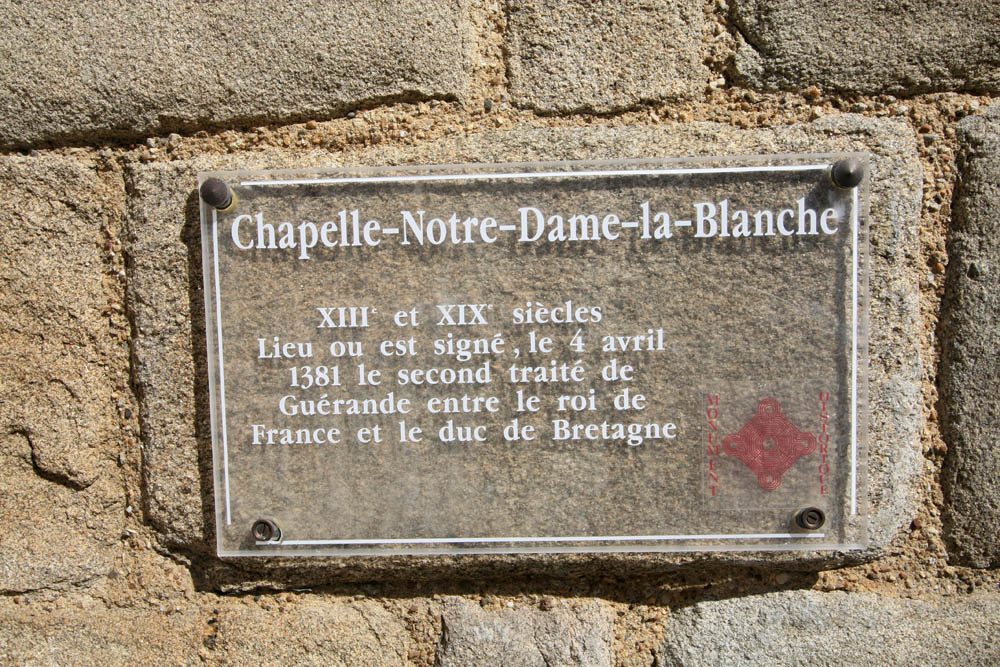 Chapelle-Notre-Dame-la-Blanche
XIIIe et XIXe siècles
Lieu ou est signé, le 4 avril
1381 le second traité de
Guérande entre le roi de
France et le duc de Bretagne
MONUMENT
HISTORIQUE